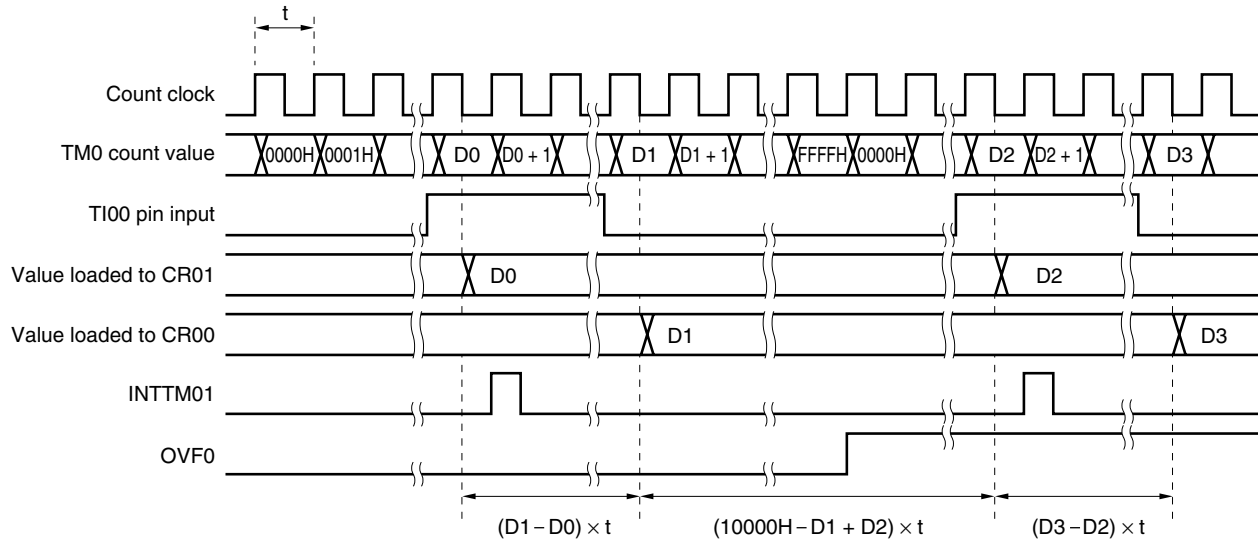 t
Count clock
TM0 count value 0000H 0001H D0 D0 + 1 D1 D1 + 1 FFFFH 0000H D2 D2 + 1 D3
TI00 pin input
Value loaded to CR01 D0 D2
Value loaded to CR00 D1 D3
INTTM01
OVF0
(D1 – D0) × t (10000H – D1 + D2) × t (D3 – D2) × t